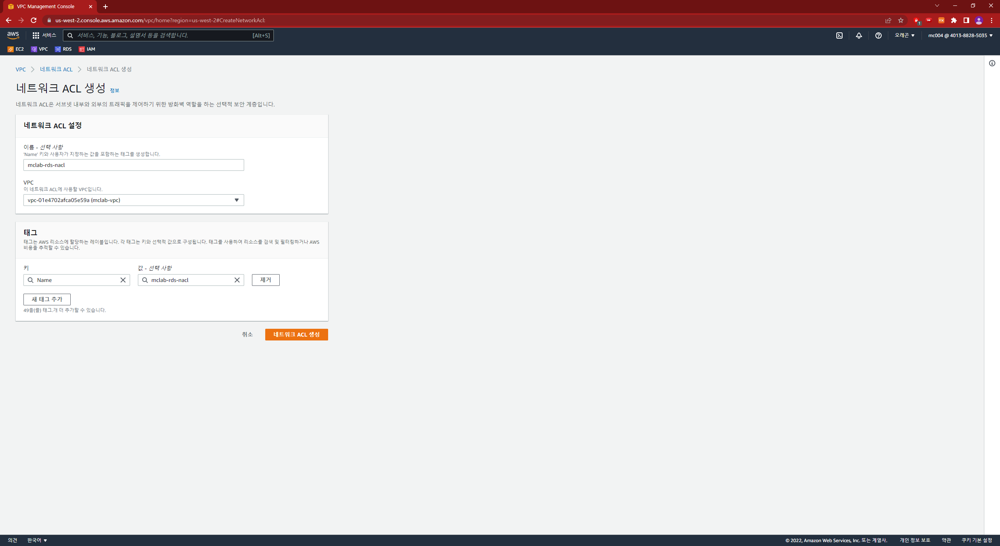 VPC Management Console
us-west-2.console.aws.amazon.com/vpc/home?region=us-west-2#CreateNetworkAcl:
1
EX
aws
서비스
서비스, 기능, 블로그, 설명서 등을 검색합니다.
[Alt+S]
오레곤
mc004 @ 4013-8828-5035
EC2
VPC
RDS
IAM
VPC
네트워크 ACL
네트워크 ACL 생성
네트워크 ACL 생성 정보
네트워크 ACL은 서브넷 내부와 외부의 트래픽을 제어하기 위한 방화벽 역할을 하는 선택적 보안 계층입니다.
네트워크 ACL 설정
이름 - 선택 사항
'Name' 키와 사용자가 지정하는 값을 포함하는 태그를 생성합니다.
mclab-rds-nacl
VPC
이 네트워크 ACL에 사용할 VPC입니다.
vpc-01e4702afca05e59a (mclab-vpc)
태그
태그는 AWS 리소스에 할당하는 레이블입니다. 각 태그는 키와 선택적 값으로 구성됩니다. 태그를 사용하여 리소스를 검색 및 필터링하거나 AWS
비용을 추적할 수 있습니다.
키
값 - 선택 사항
Name
mclab-rds-nacl
제거
새 태그 추가
49을(를) 태그.개 더 추가할 수 있습니다.
취소
네트워크 ACL 생성
의견
한국어
© 2022, Amazon Web Services, Inc. 또는 계열사.
개인 정보 보호
약관
쿠키 기본 설정